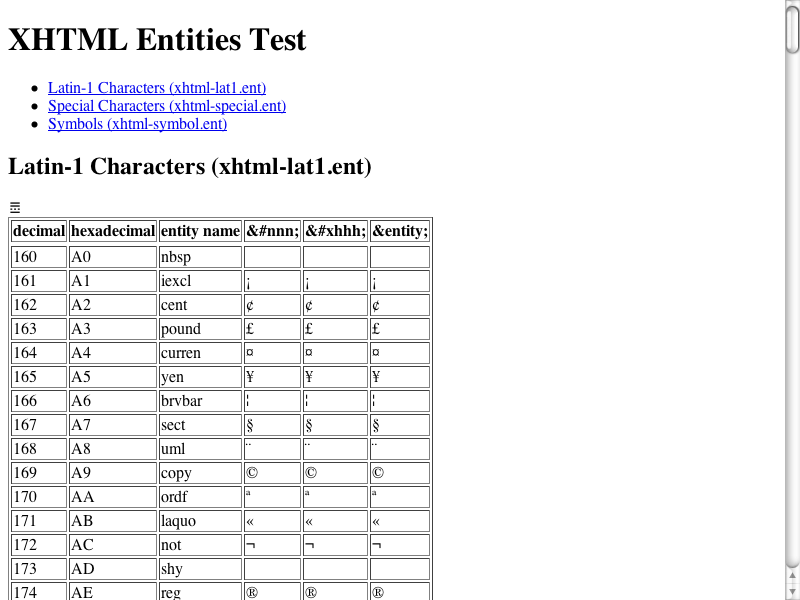 XHTML Entities Test
Latin-1 Characters (xhtml-lat1.ent)
Special Characters (xhtml-special.ent)
Symbols (xhtml-symbol.ent)
Latin-1 Characters (xhtml-lat1.ent)
decimal hexadecimal entity name &#nnn; &#xhhh; &entity;
160 A0 nbsp
161 A1 iexcl ¡ ¡ ¡
162 A2 cent ¢ ¢ ¢
163 A3 pound £ £ £
164 A4 curren ¤ ¤ ¤
165 A5 yen ¥ ¥ ¥
166 A6 brvbar ¦ ¦ ¦
167 A7 sect § § §
168 A8 uml ¨ ¨ ¨
169 A9 copy © © ©
170 AA ordf ª ª ª
171 AB laquo « « «
172 AC not ¬ ¬ ¬
173 AD shy
174 AE reg ® ® ®